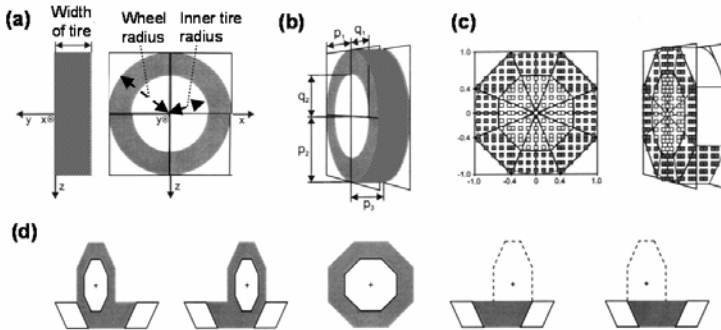 (a)
Width
of tire
Wheel
radius
Inner tire
radius
y
x
z
y
x
z
(b)
p1
q1
q2
p2
p3
(c)
1.0
0.4
0
-0.4
1.0
-1.0
-0.4
0
0.4
1.0
(d)